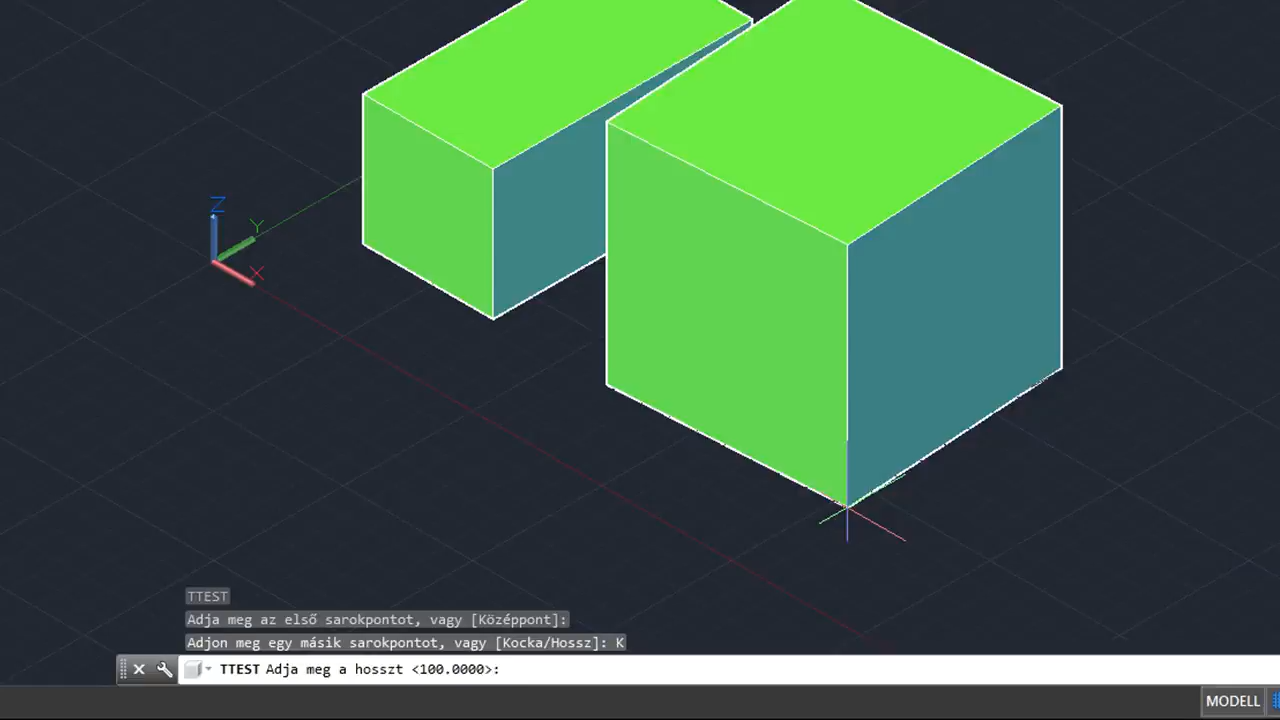 Z
Y
X
TTEST
Adja meg az első sarokpontot, vagy [Középpont]:
Adjon meg egy másik sarokpontot, vagy [Kocka/Hossz]: K
TTEST Adja meg a hosszt <100.0000>:
MODELL